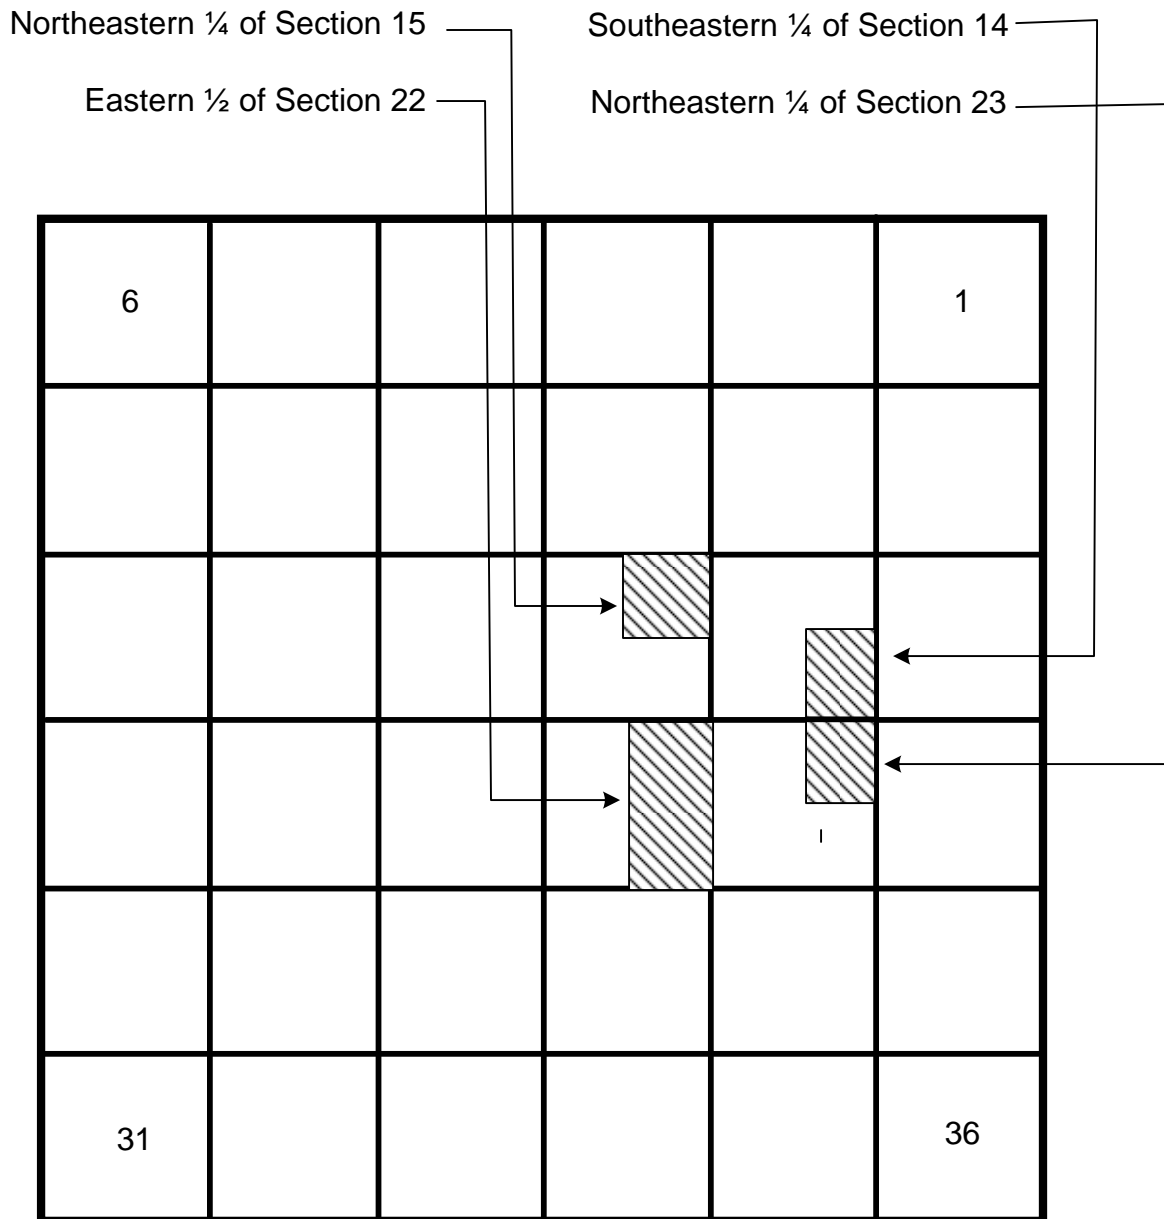 Northeastern ¼ of Section 15
Southeastern ¼ of Section 14
Eastern ½ of Section 22
Northeastern ¼ of Section 23
6
1
31
36